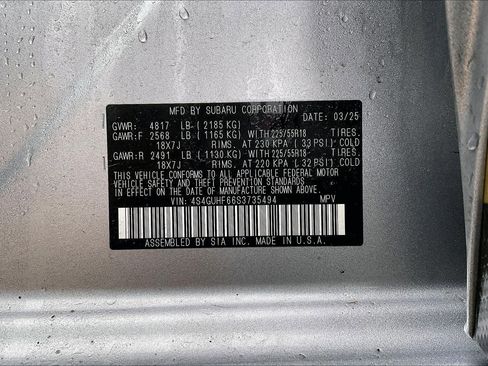 MFD BY SUBARU CORPORATION DATE: 03/25
GVWR: 4817 LB (2185 KG)
GAWR:F 2568 LB (1165 KG) WITH 225/55R18 TIRES.
18X7J RIMS. AT 230 KPA (33 PSI) COLD
GAWR:R 2491 LB (1130 KG) WITH 225/55R18 TIRES.
18X7J RIMS. AT 220 KPA (32 PSI) COLD
THIS VEHICLE CONFORMS TO ALL APPLICABLE FEDERAL MOTOR
VEHICLE SAFETY, BUMPER AND THEFT PREVENTION STANDARDS
IN EFFECT ON THE DATE OF MANUFACTURE SHOWN ABOVE.
VIN: 4S4GUHF66S3735494 MPV
ASSEMBLED BY SIA INC. MADE IN U.S.A.